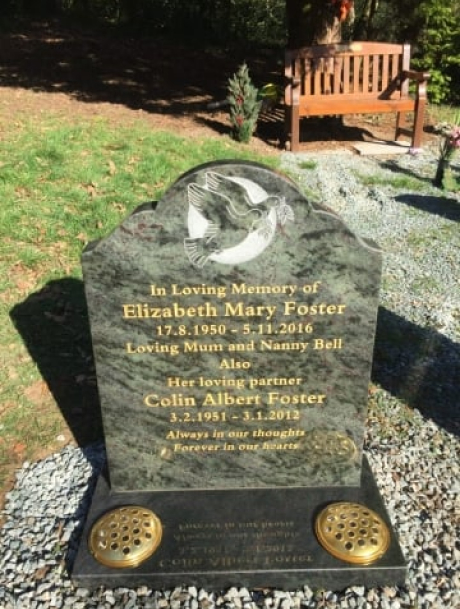 In Loving Memory of
Elizabeth Mary Foster
17.8.1950 - 5.11.2016
Loving Mum and Nanny Bell
Also
Her loving partner
Colin Albert Foster
3.2.1951 - 3.1.2012
Always in our thoughts
Forever in our hearts